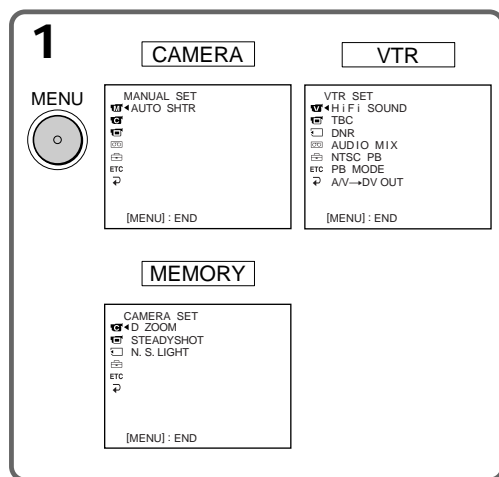 1
CAMERA
VTR
MENU
MANUAL SET
AUTO SHTR
ETC
[MENU] : END
VTR SET
HiFi SOUND
TBC
DNR
AUDIO MIX
NTSC PB
ETC PB MODE
A/V→DV OUT
[MENU] : END
MEMORY
CAMERA SET
D ZOOM
STEADYSHOT
N. S. LIGHT
ETC
[MENU] : END